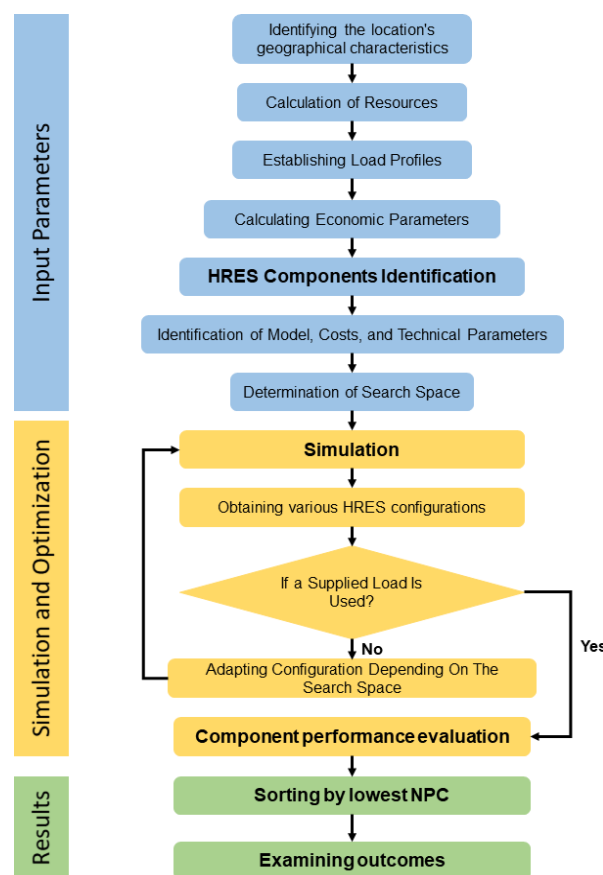 Input Parameters
Identifying the location's
geographical characteristics
Calculation of Resources
Establishing Load Profiles
Calculating Economic Parameters
HRES Components Identification
Identification of Model, Costs, and Technical Parameters
Determination of Search Space
Simulation and Optimization
Simulation
Obtaining various HRES configurations
If a Supplied Load Is
Used?
No
Yes
Adapting Configuration Depending On The
Search Space
Component performance evaluation
Results
Sorting by lowest NPC
Examining outcomes